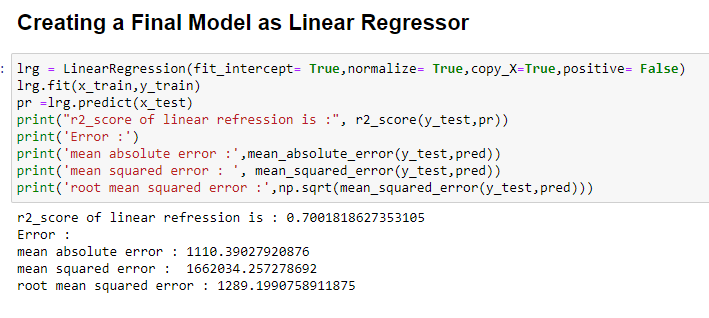 Creating a Final Model as Linear Regressor
: lrg = LinearRegression(fit_intercept= True,normalize= True,copy_X=True,positive= False)
lrg.fit(x_train,y_train)
pr =lrg.predict(x_test)
print("r2_score of linear refression is :", r2_score(y_test,pr))
print('Error :')
print('mean absolute error :',mean_absolute_error(y_test,pred))
print('mean squared error : ', mean_squared_error(y_test,pred))
print('root mean squared error :',np.sqrt(mean_squared_error(y_test,pred)))
r2_score of linear refression is : 0.7001818627353105
Error :
mean absolute error : 1110.39027920876
mean squared error :  1662034.257278692
root mean squared error : 1289.1990758911875